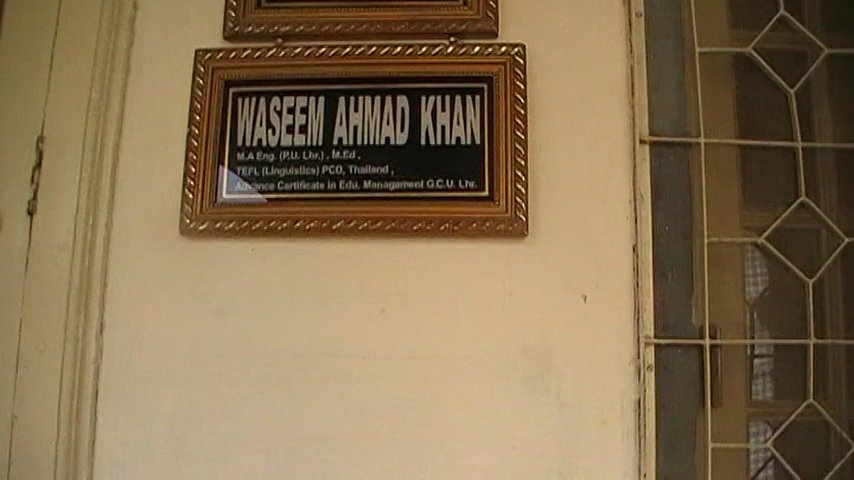 WASEEM AHMAD KHAN
M.A Eng. (P.U. Lhr.) , M.Ed .
TEFL (Linguistics) PCD, Thailand ,
Advance Certificate in Edu. Management G.C.U. Lhr.